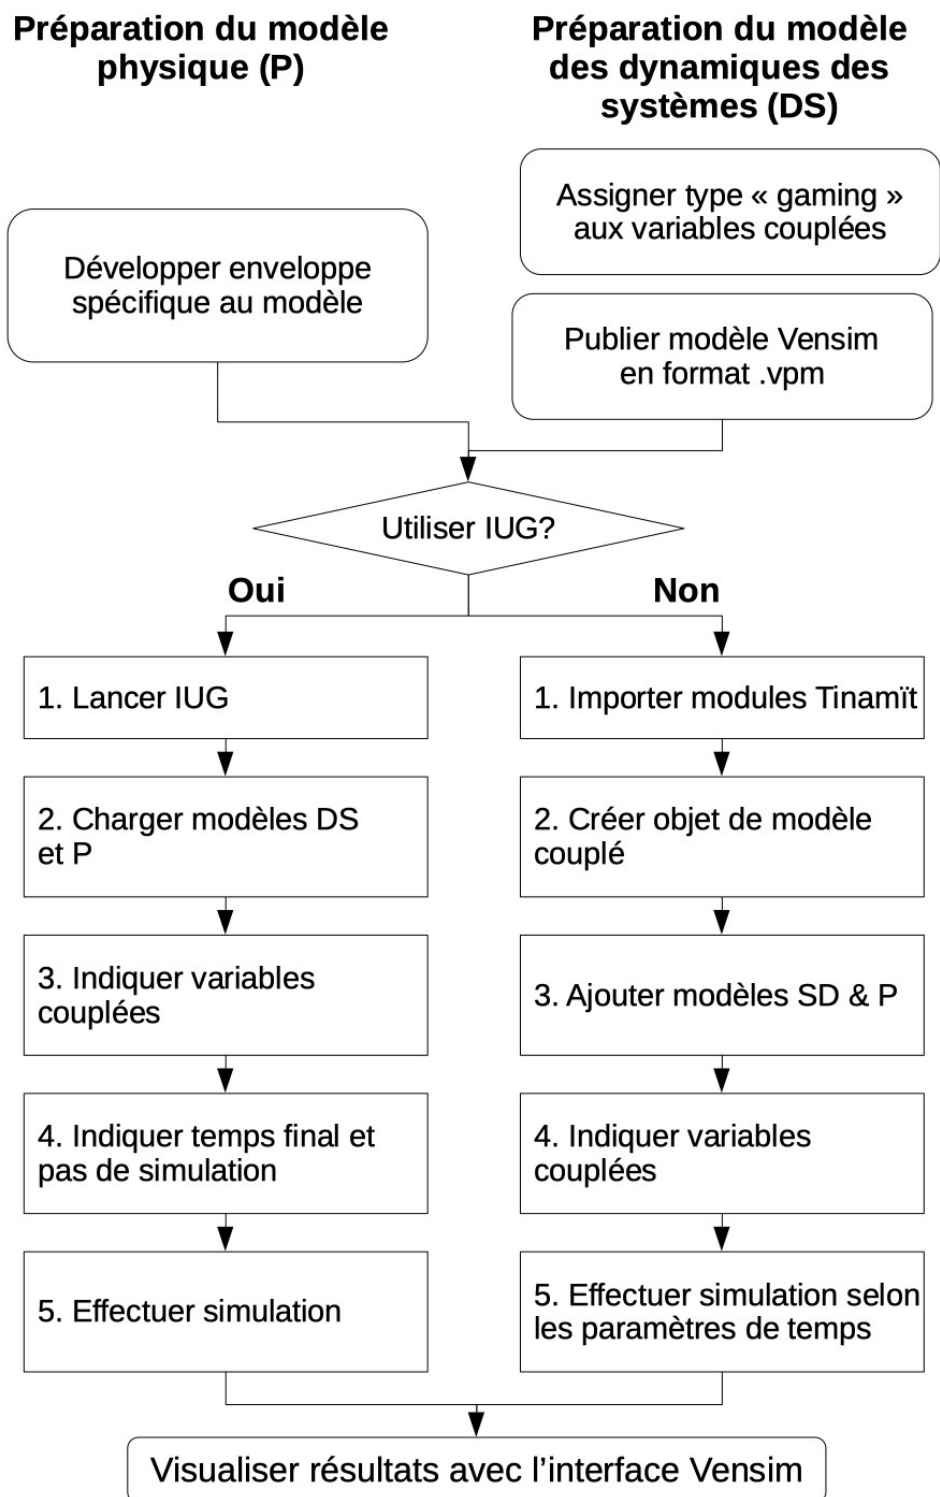 Préparation du modèle
physique (P)
Préparation du modèle
des dynamiques des
systèmes (DS)
Développer enveloppe
spécifique au modèle
Assigner type « gaming »
aux variables couplées
Publier modèle Vensim
en format .vpm
Utiliser IUG?
Oui
Non
1. Lancer IUG
2. Charger modèles DS
et P
3. Indiquer variables
couplées
4. Indiquer temps final et
pas de simulation
5. Effectuer simulation
1. Importer modules Tinamït
2. Créer objet de modèle
couplé
3. Ajouter modèles SD & P
4. Indiquer variables
couplées
5. Effectuer simulation selon
les paramètres de temps
Visualiser résultats avec l’interface Vensim